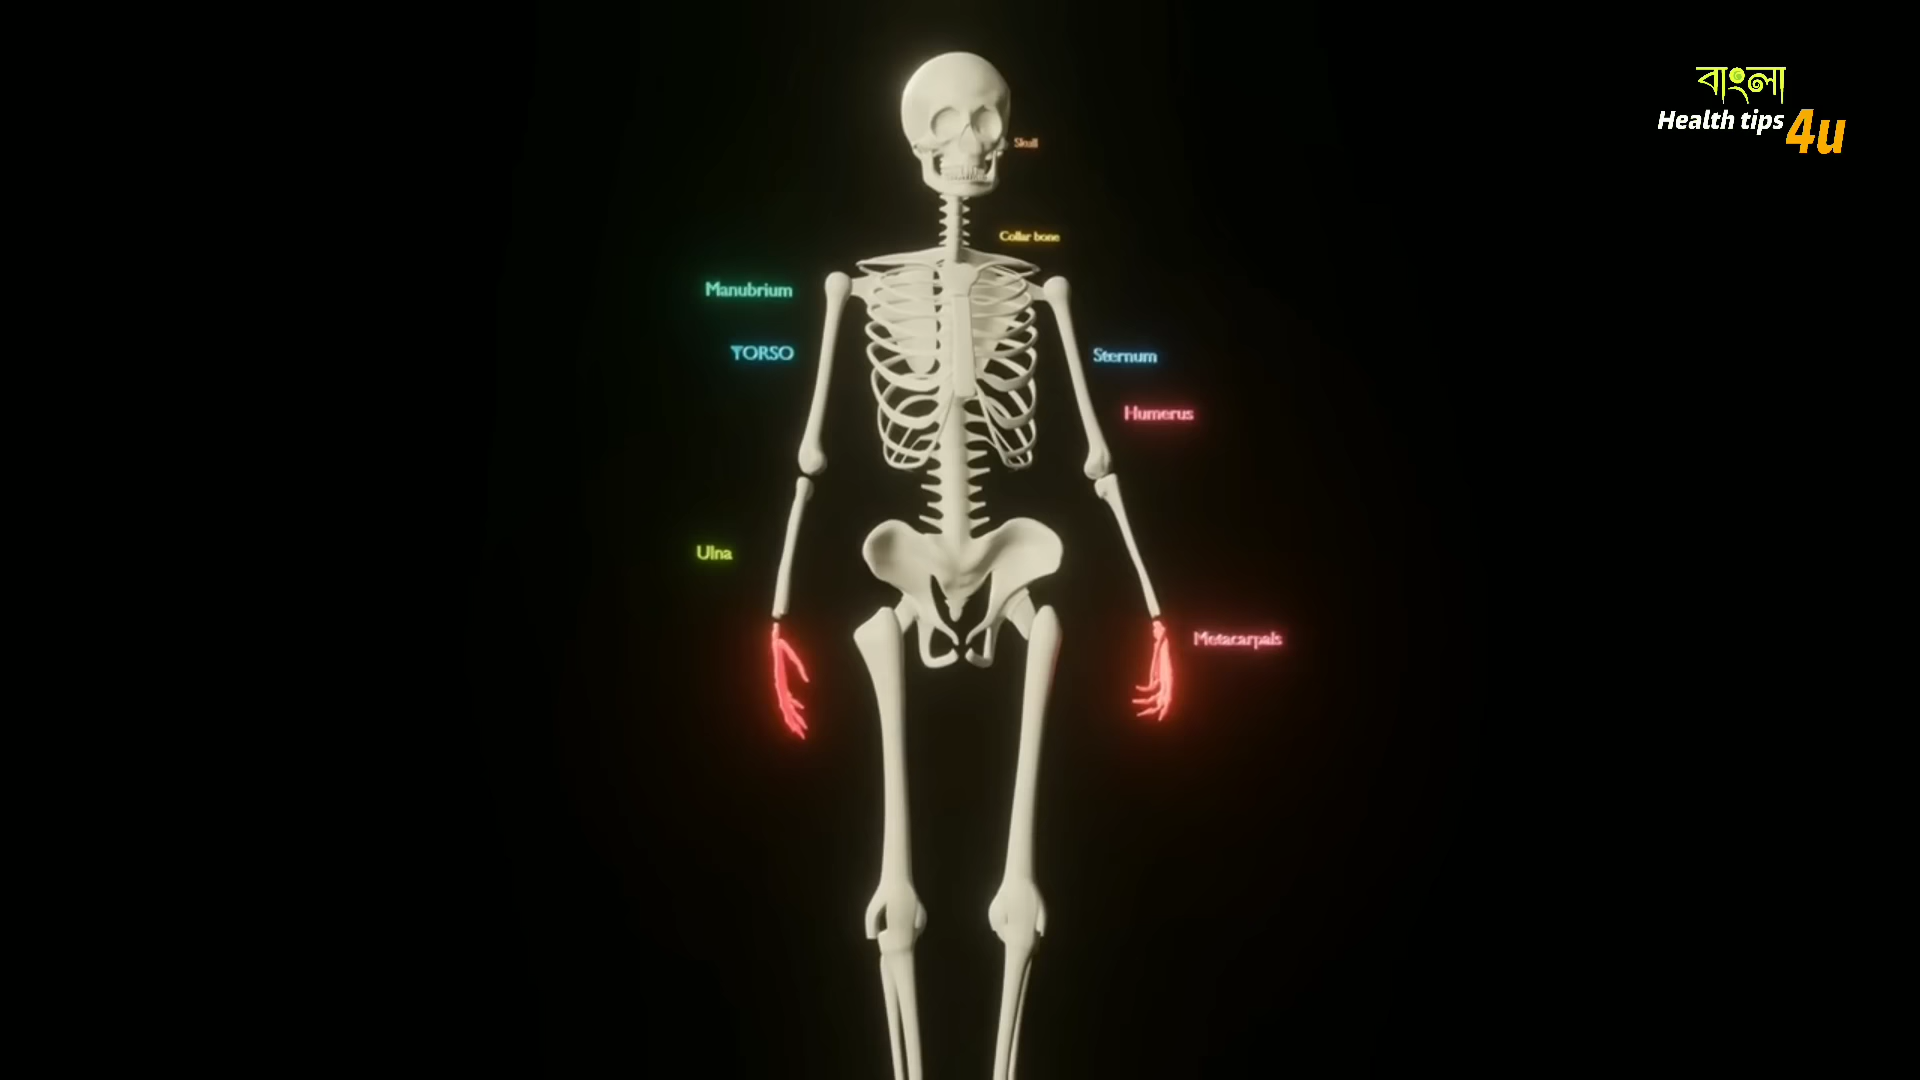 বাংলা
Health tips 4u
Skull
Collar bone
Manubrium
TORSO
Sternum
Humerus
Ulna
Metacarpals